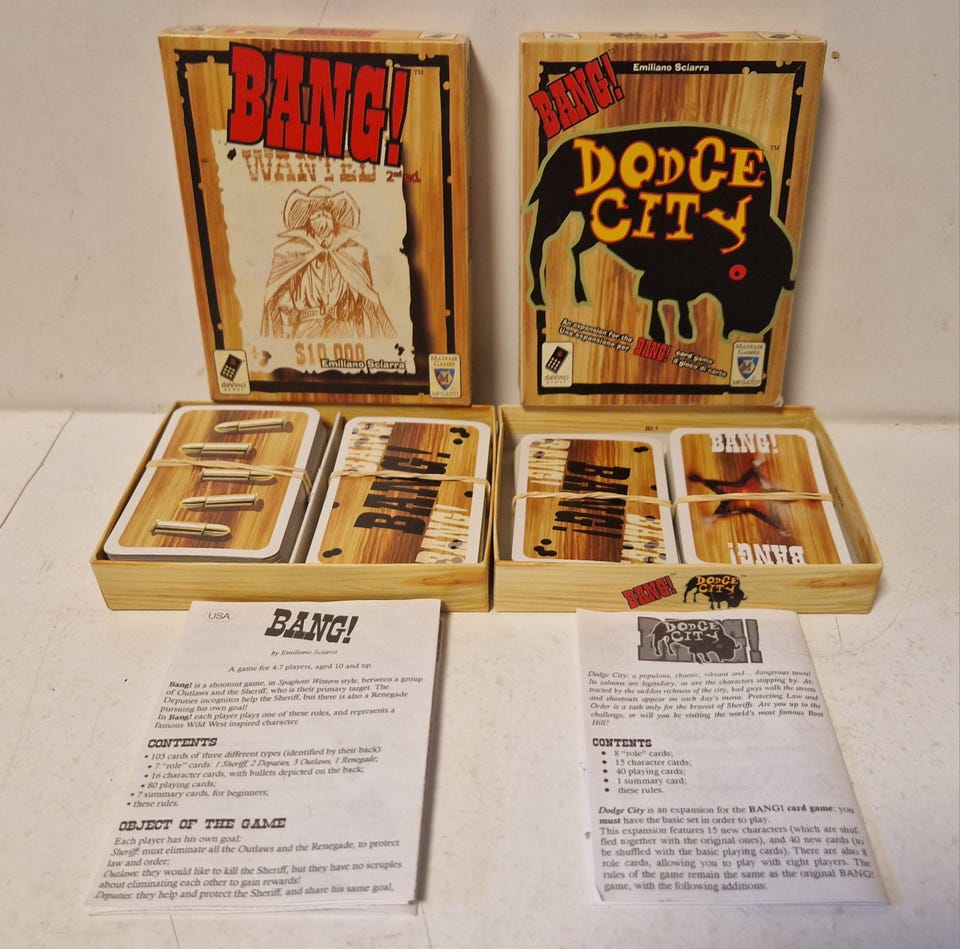 BANG!
TM
WANTED
2nd ed.
$10,000
Emiliano Sciarra
daVinci
GAMES
MAYFAIR
GAMES
M
BANG!
Emiliano Sciarra
DODGE
CITY
TM
An expansion for the BANG! card game
Una espansione per il gioco di carte
daVinci
GAMES
MAYFAIR
GAMES
M
BANG!
BANG!
BANG!
BANG!
BANG!
BANG!
BANG!
BANG!
BANG!
DODGE
CITY
USA
BANG!
by Emiliano Sciarra
A game for 4-7 players, aged 10 and up.
Bang! is a shootout game, in Spaghetti Western style, between a group
of Outlaws and the Sheriff, who is their primary target. The
Deputies incognitos help the Sheriff, but there is also a Renegade
pursuing his own goal!
In Bang! each player plays one of these roles, and represents a
famous Wild West inspired character.
CONTENTS
• 103 cards of three different types (identified by their back):
• 7 "role" cards: 1 Sheriff, 2 Deputies, 3 Outlaws, 1 Renegade;
• 16 character cards, with bullets depicted on the back;
• 80 playing cards;
• 7 summary cards, for beginners;
• these rules.
OBJECT OF THE GAME
Each player has his own goal:
Sheriff: must eliminate all the Outlaws and the Renegade, to protect
law and order;
Outlaws: they would like to kill the Sheriff, but they have no scruples
about eliminating each other to gain rewards!
Deputies: they help and protect the Sheriff, and share his same goal,
DODGE
CITY
Dodge City: a populous, chaotic, vibrant and... dangerous town!
Its saloons are legendary, as are the characters stopping by. At-
tracted by the sudden richness of the city, bad guys walk the streets
and shootouts appear on each day's menu. Protecting Law and
Order is a task only for the bravest of Sheriffs. Are you up to the
challenge, or will you be visiting the world's most famous Boot
Hill?
CONTENTS
• 8 "role" cards;
• 15 character cards;
• 40 playing cards;
• 1 summary card;
• these rules.
Dodge City is an expansion for the BANG! card game: you
must have the basic set in order to play.
This expansion features 15 new characters (which are shuf-
fled together with the original ones), and 40 new cards (to
be shuffled with the basic playing cards). There are also 8
role cards, allowing you to play with eight players. The
rules of the game remain the same as the original BANG!
game, with the following additions: